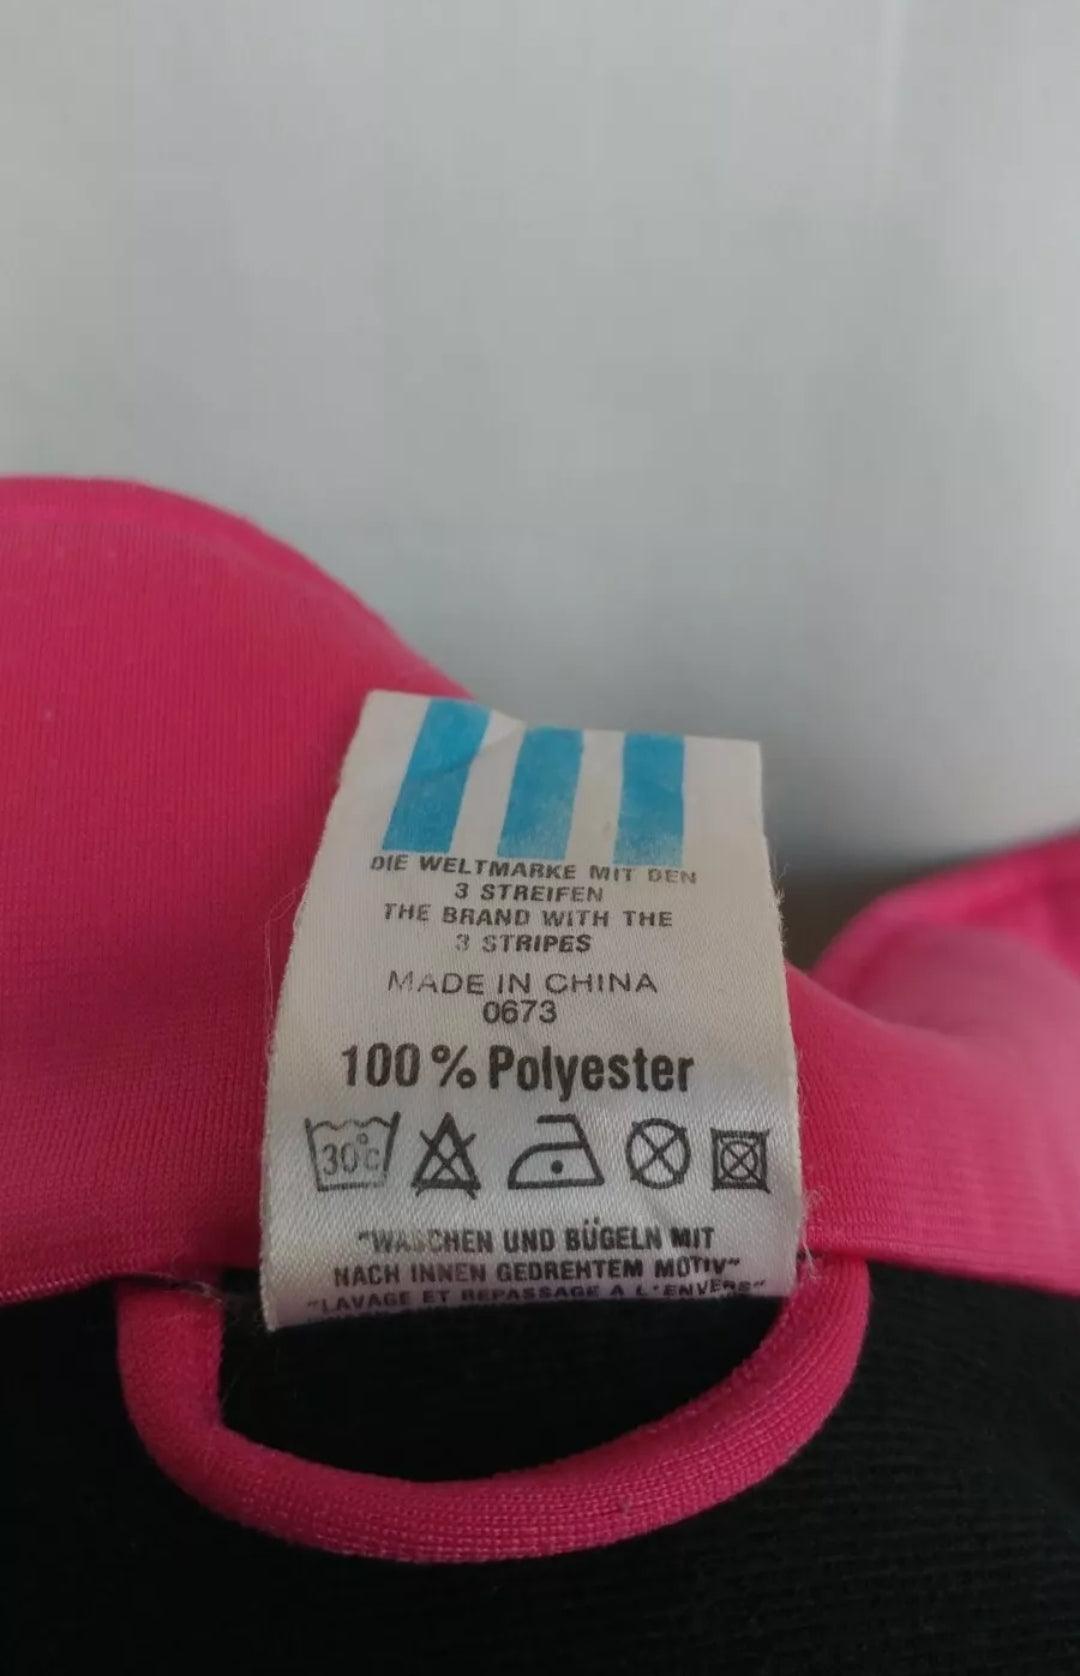 DIE WELTMARKE MIT DEN
3 STREIFEN
THE BRAND WITH THE
3 STRIPES
MADE IN CHINA
0673
100% Polyester
30°c
"WASCHEN UND BÜGELN MIT
NACH INNEN GEDREHTEM MOTIV"
"LAVAGE ET REPASSAGE A L'ENVERS"